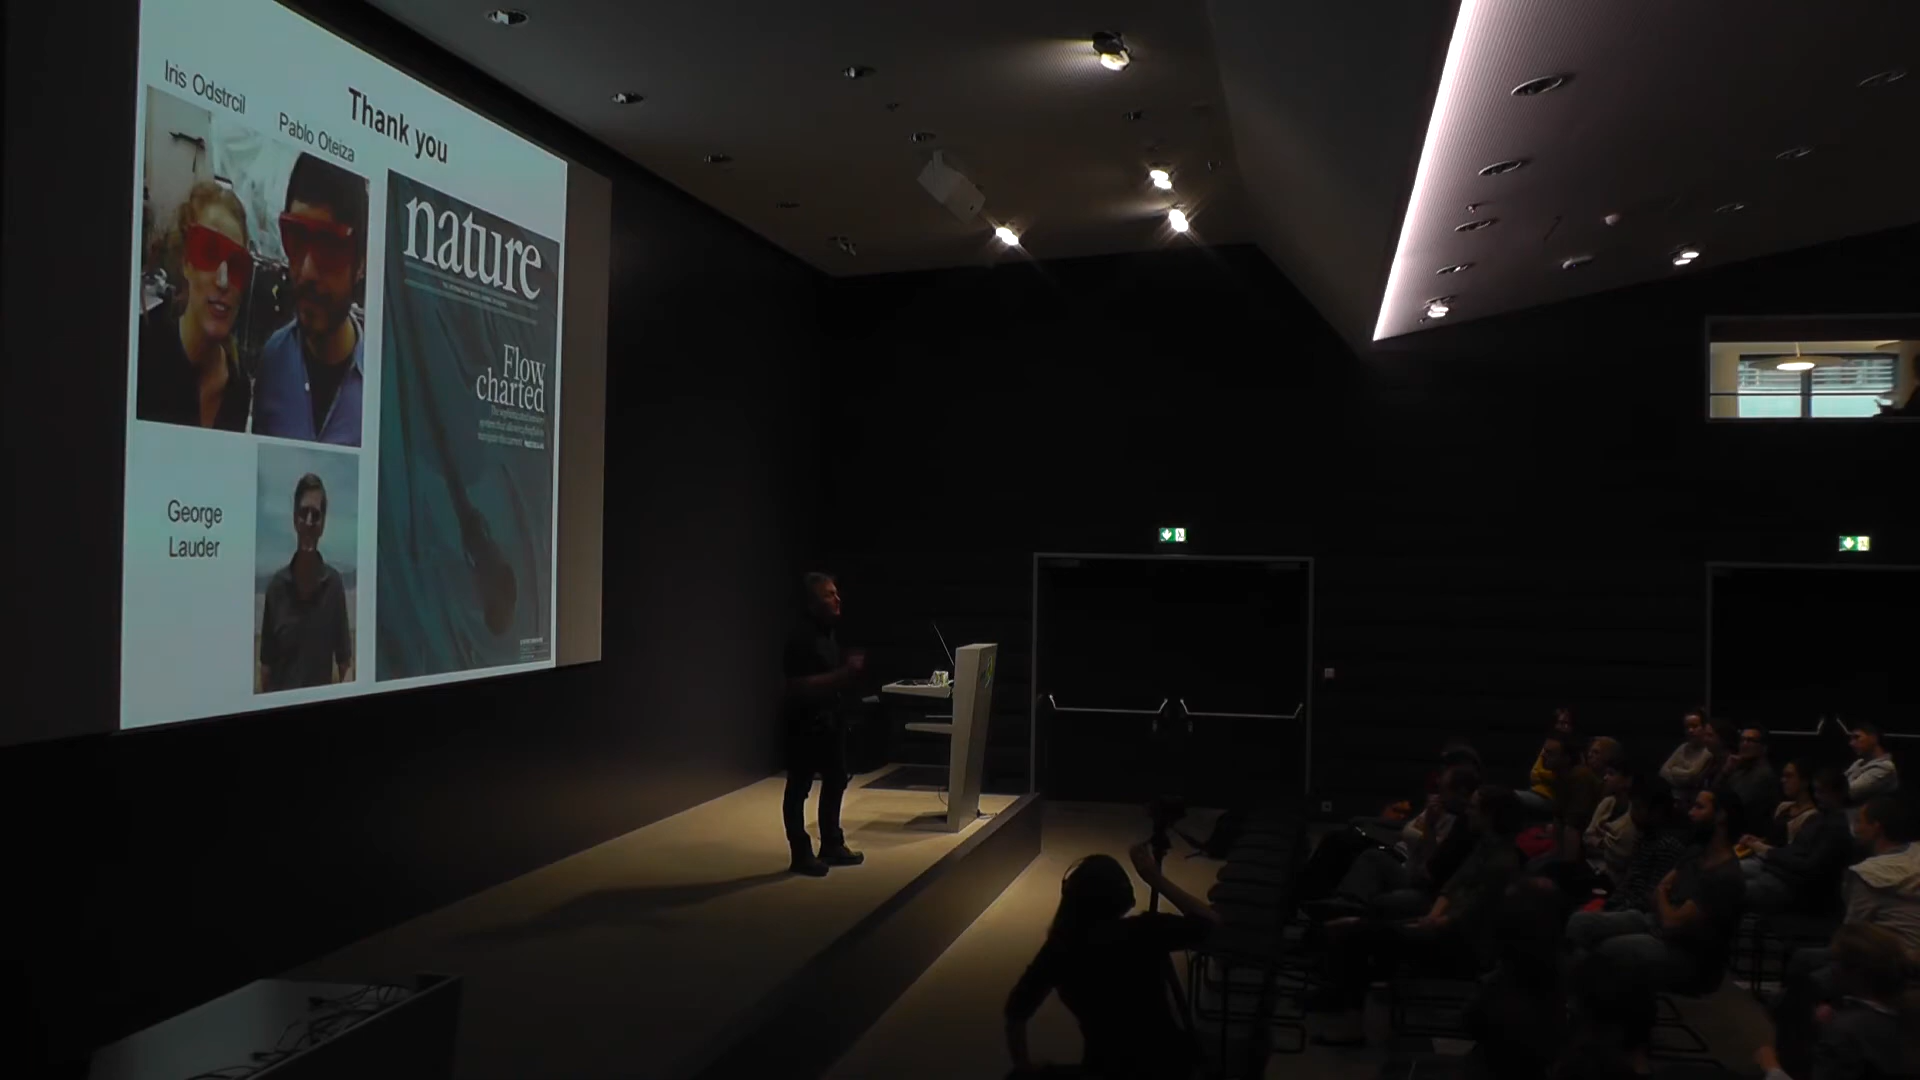 Iris Odstrcil
Thank you
Pablo Oteiza
nature
Flow
charted
George
Lauder